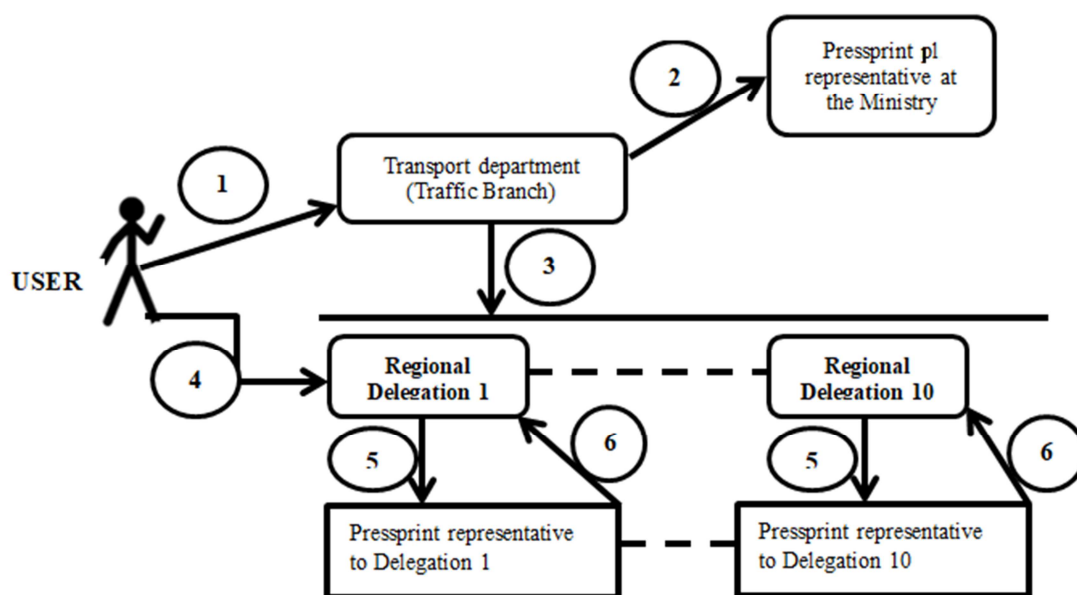 Pressprint pl
representative at
the Ministry
2
Transport department
(Traffic Branch)
1
3
USER
4
Regional
Delegation 1
Regional
Delegation 10
5
6
5
6
Pressprint representative
to Delegation 1
Pressprint representative
to Delegation 10